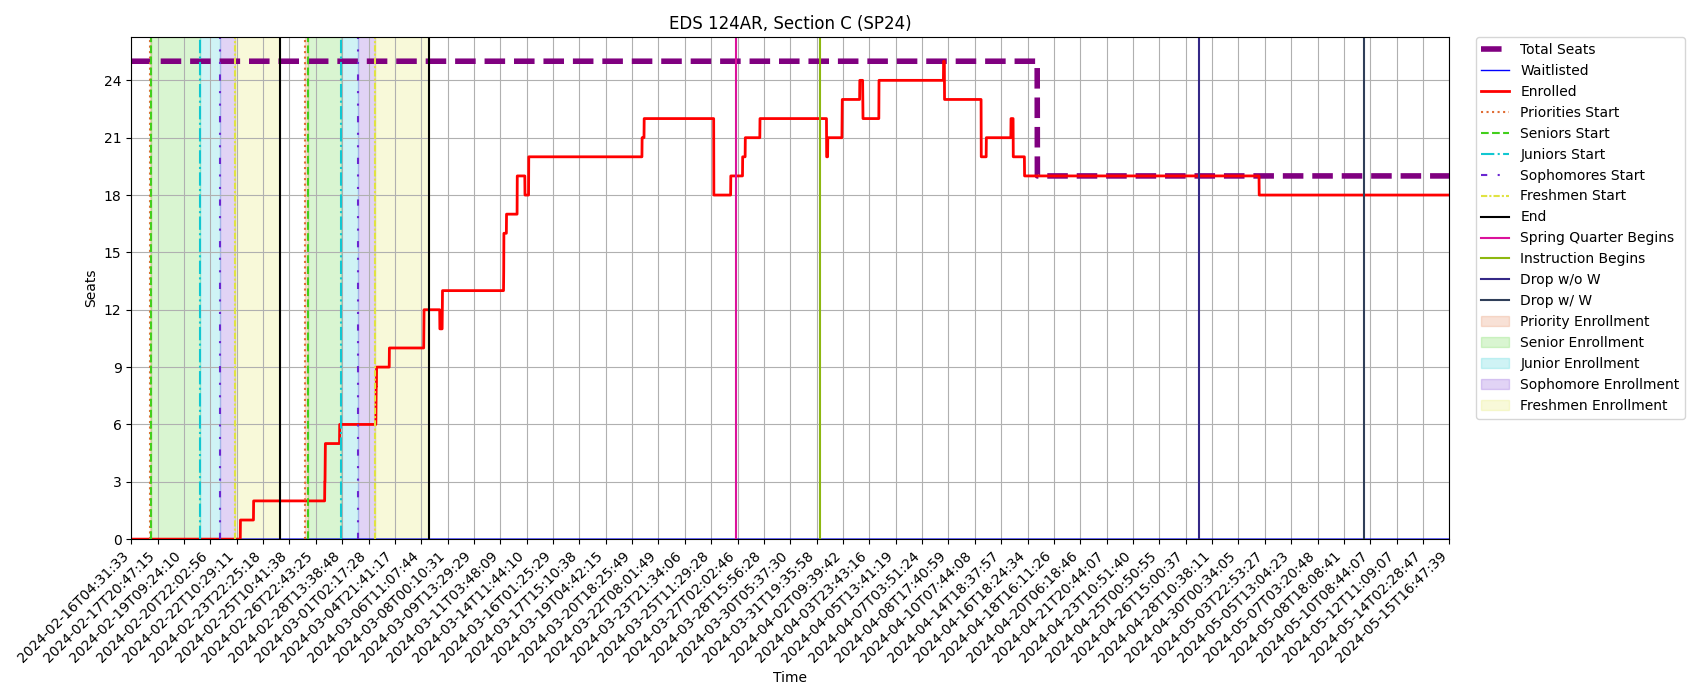 EDS 124AR, Section C (SP24)
Total Seats
Waitlisted
Enrolled
Priorities Start
Seniors Start
Juniors Start
Sophomores Start
Freshmen Start
End
Spring Quarter Begins
Instruction Begins
Drop w/o W
Drop w/ W
Priority Enrollment
Senior Enrollment
Junior Enrollment
Sophomore Enrollment
Freshmen Enrollment
Seats
24
21
18
15
12
9
6
3
0
2024-02-16T04:31:33
2024-02-17T20:47:15
2024-02-19T09:24:10
2024-02-20T22:02:56
2024-02-22T10:29:11
2024-02-23T22:25:18
2024-02-25T10:41:38
2024-02-26T22:43:25
2024-02-28T13:38:48
2024-03-01T02:17:28
2024-03-04T21:41:17
2024-03-06T11:07:44
2024-03-08T00:10:31
2024-03-09T13:29:29
2024-03-11T03:48:09
2024-03-14T11:44:10
2024-03-16T01:25:29
2024-03-17T15:10:38
2024-03-19T04:42:15
2024-03-20T18:25:49
2024-03-22T08:01:49
2024-03-23T21:34:06
2024-03-25T11:29:28
2024-03-27T02:02:46
2024-03-28T15:56:28
2024-03-30T05:37:30
2024-03-31T19:35:58
2024-04-02T09:39:42
2024-04-03T23:43:16
2024-04-05T13:41:19
2024-04-07T03:51:24
2024-04-08T17:40:59
2024-04-10T07:44:08
2024-04-14T18:37:57
2024-04-16T18:24:34
2024-04-18T16:11:26
2024-04-20T06:18:46
2024-04-21T20:44:07
2024-04-23T10:51:40
2024-04-25T00:50:55
2024-04-26T15:00:37
2024-04-28T10:38:11
2024-04-30T00:34:05
2024-05-03T22:53:27
2024-05-05T13:04:23
2024-05-07T03:20:48
2024-05-08T18:08:41
2024-05-10T08:44:07
2024-05-12T11:09:07
2024-05-14T02:28:47
2024-05-15T16:47:39
Time